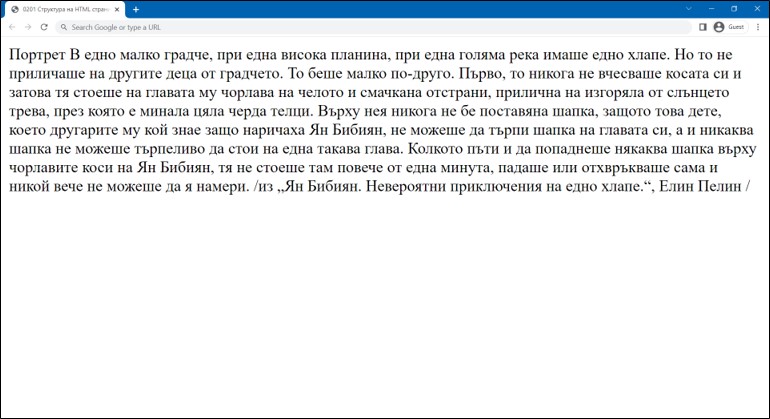 0201 Структура на HTML стран
Search Google or type a URL
Guest
Портрет В едно малко градче, при една висока планина, при една голяма река имаше едно хлапе. Но то не
приличаше на другите деца от градчето. То беше малко по-друго. Първо, то никога не вчесваше косата си и
затова тя стоеше на главата му чорлава на челото и смачкана отстрани, прилична на изгоряла от слънцето
трева, през която е минала цяла черда телци. Върху нея никога не бе поставяна шапка, защото това дете,
което другарите му кой знае защо наричаха Ян Бибиян, не можеше да търпи шапка на главата си, а и никаква
шапка не можеше търпеливо да стои на една такава глава. Колкото пъти и да попаднеше някаква шапка върху
чорлавите коси на Ян Бибиян, тя не стоеше там повече от една минута, падаше или отхвръкваше сама и
никой вече не можеше да я намери. /из „Ян Бибиян. Невероятни приключения на едно хлапе.“, Елин Пелин /